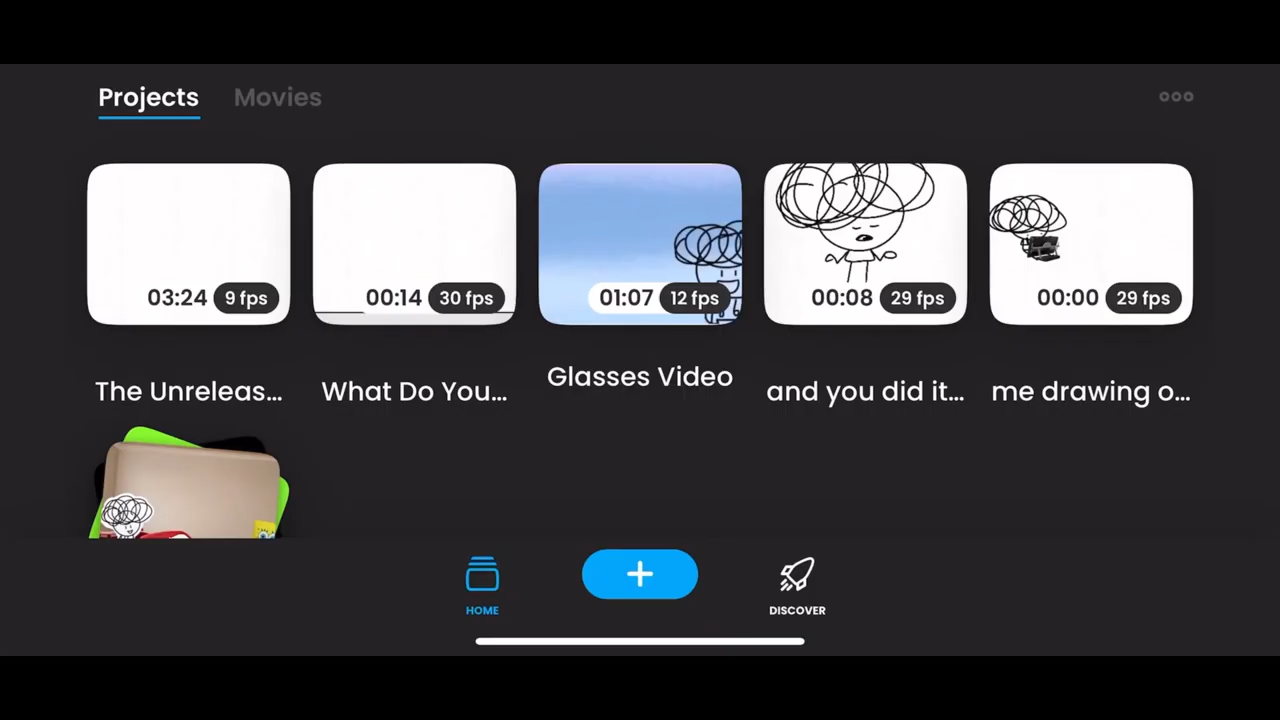 Projects Movies
03:24 9 fps
00:14 30 fps
01:07 12 fps
00:08 29 fps
00:00 29 fps
The Unreleas...
What Do You...
Glasses Video
and you did it...
me drawing o...
HOME
DISCOVER